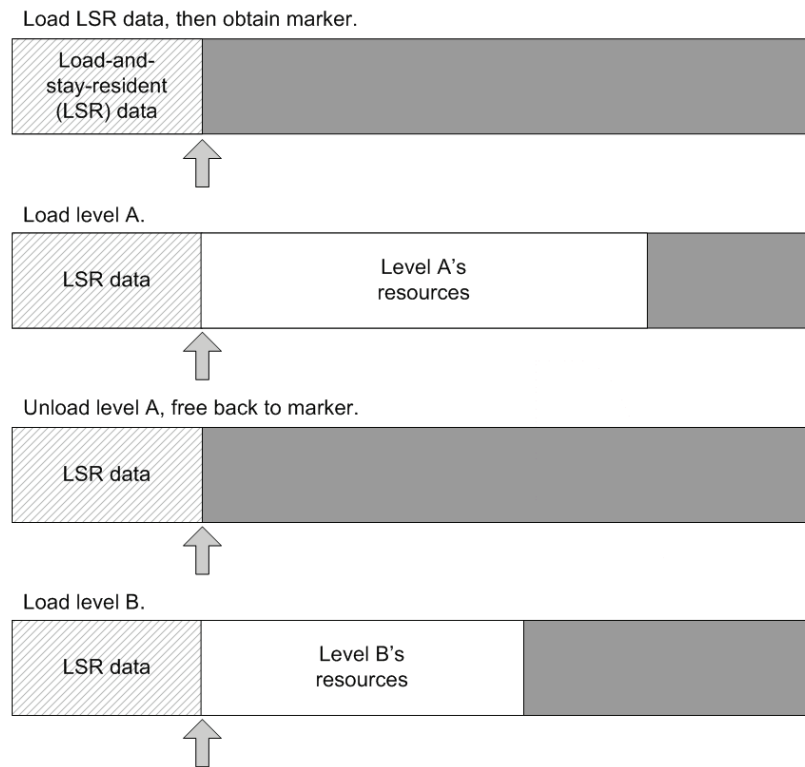 Load LSR data, then obtain marker.
Load-and-
stay-resident
(LSR) data
Load level A.
LSR data
Level A’s
resources
Unload level A, free back to marker.
LSR data
Load level B.
LSR data
Level B’s
resources